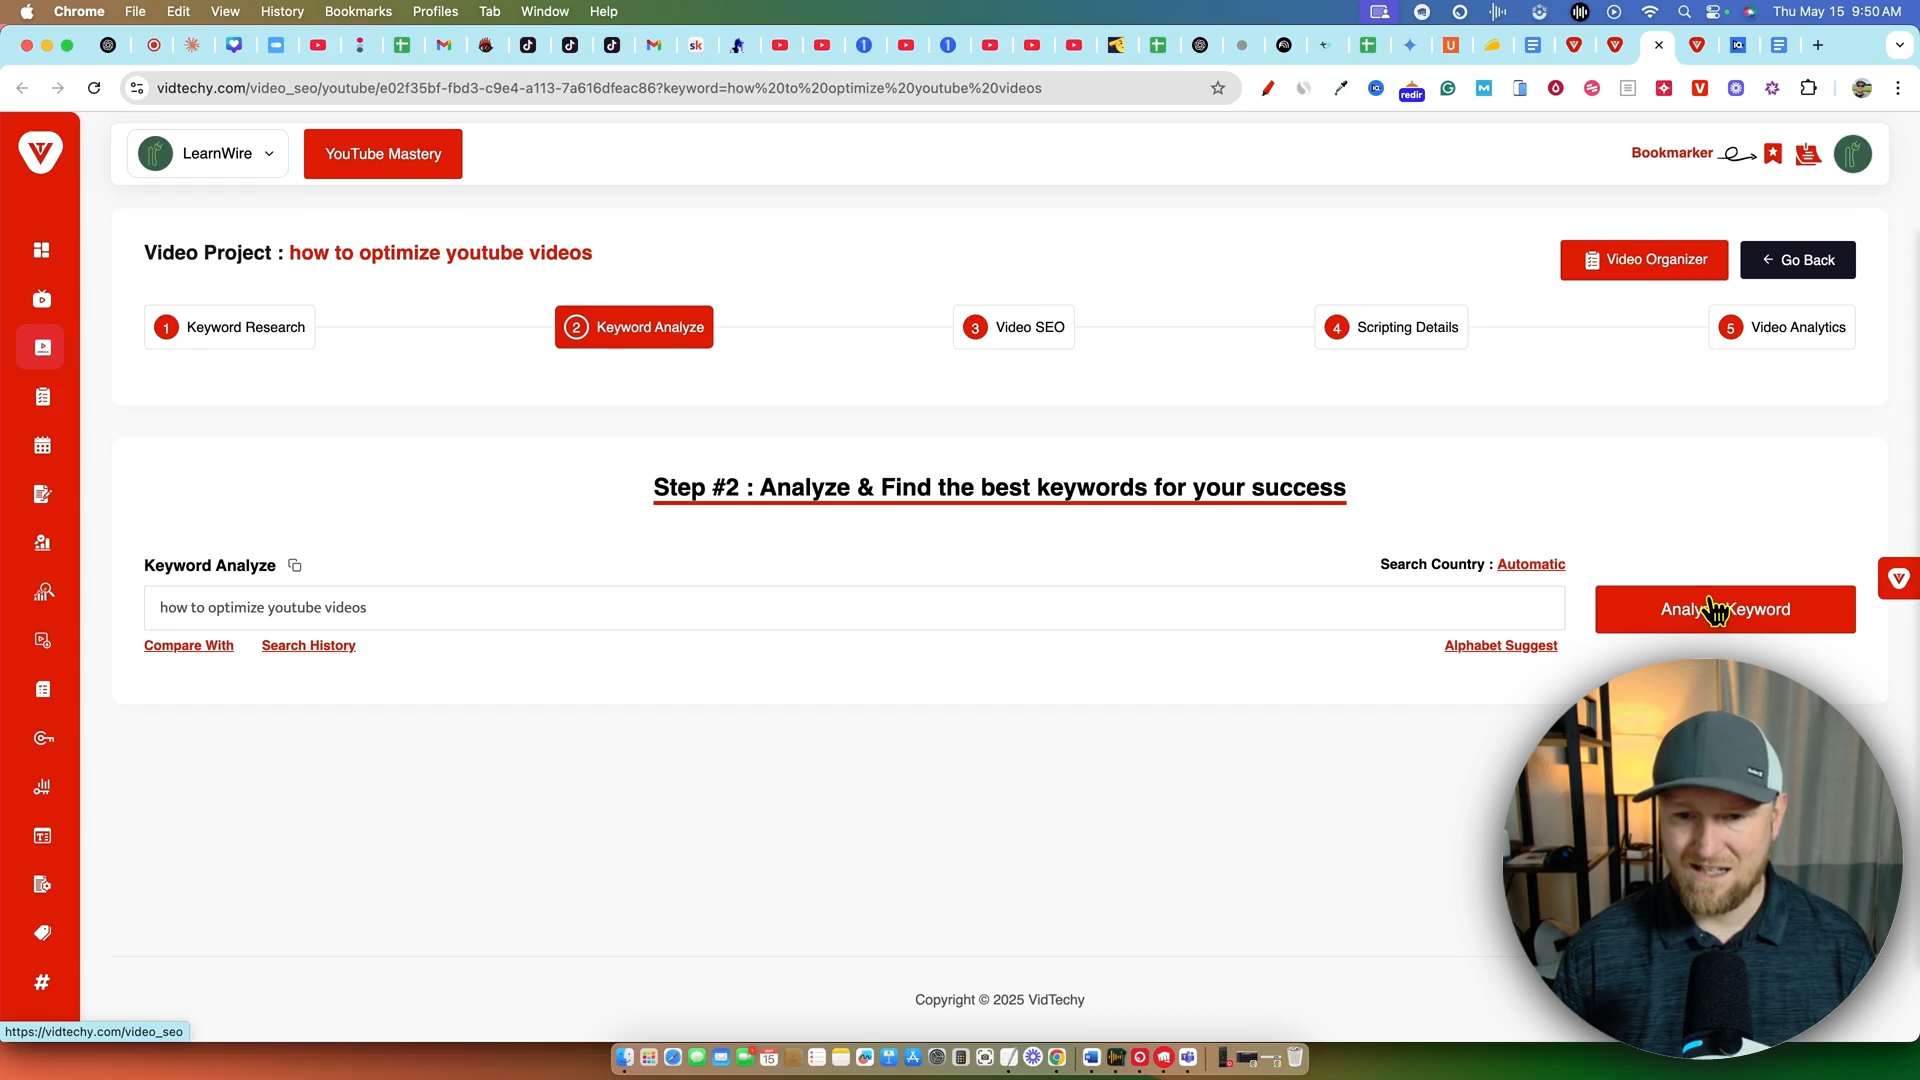 Chrome File Edit View History Bookmarks Profiles Tab Window Help Thu May 15 9:50 AM
vidtechy.com/video_seo/youtube/e02f35bf-fbd3-c9e4-a113-7a616dfeac86?keyword=how%20to%20optimize%20youtube%20videos
redir
LearnWire YouTube Mastery Bookmarker
Video Project : how to optimize youtube videos Video Organizer Go Back
1 Keyword Research 2 Keyword Analyze 3 Video SEO 4 Scripting Details 5 Video Analytics
Step #2 : Analyze & Find the best keywords for your success
Keyword Analyze Search Country : Automatic
how to optimize youtube videos Keyword
Compare With Search History Alphabet Suggest
Copyright © 2025 VidTechy
https://vidtechy.com/video_seo